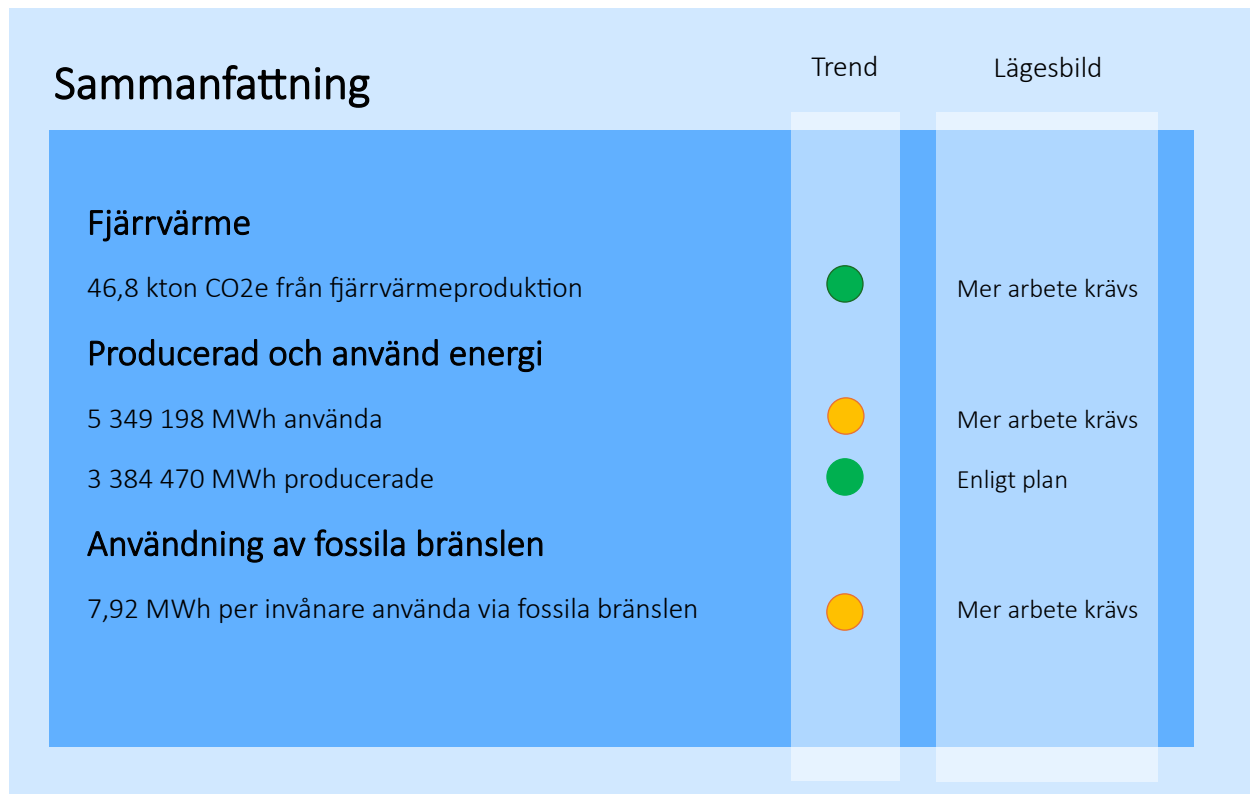 Sammanfattning
Trend
Lägesbild
Fjärrvärme
46,8 kton CO2e från fjärrvärmeproduktion
Mer arbete krävs
Producerad och använd energi
5 349 198 MWh använda
Mer arbete krävs
3 384 470 MWh producerade
Enligt plan
Användning av fossila bränslen
7,92 MWh per invånare använda via fossila bränslen
Mer arbete krävs